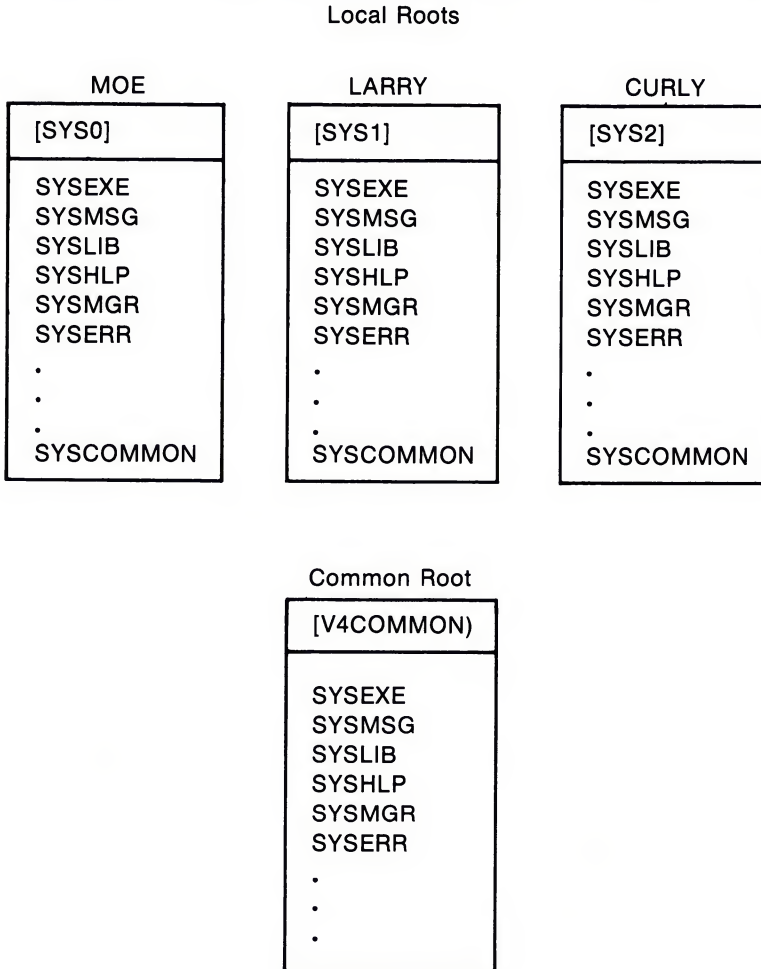 Local Roots
MOE
[SYS0]
SYSEXE
SYSMSG
SYSLIB
SYSHLP
SYSMGR
SYSERR
.
.
.
SYSCOMMON
LARRY
[SYS1]
SYSEXE
SYSMSG
SYSLIB
SYSHLP
SYSMGR
SYSERR
.
.
.
SYSCOMMON
CURLY
[SYS2]
SYSEXE
SYSMSG
SYSLIB
SYSHLP
SYSMGR
SYSERR
.
.
.
SYSCOMMON
Common Root
[V4COMMON)
SYSEXE
SYSMSG
SYSLIB
SYSHLP
SYSMGR
SYSERR
.
.
.